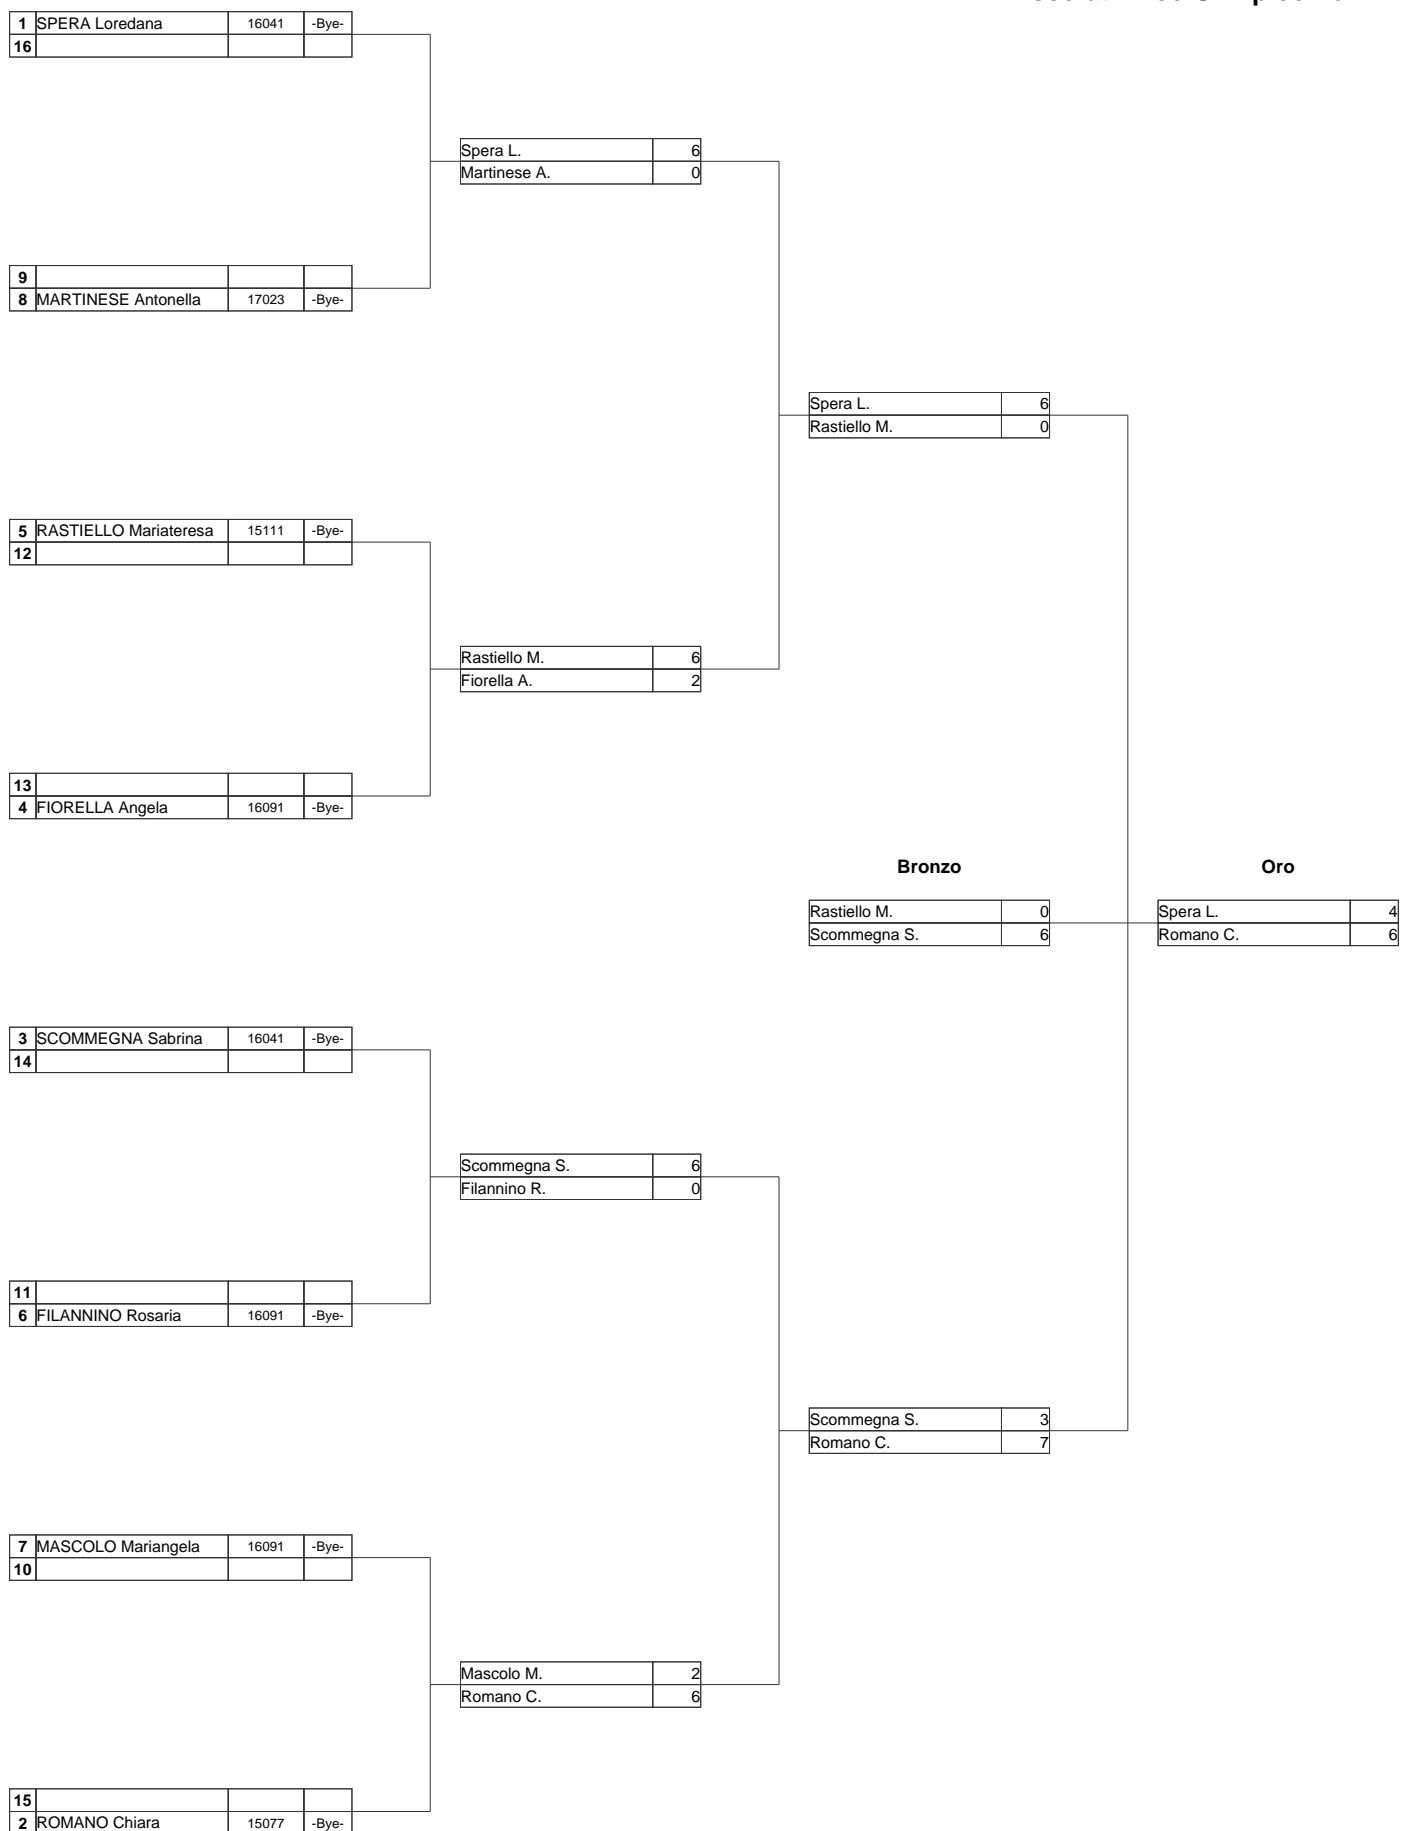 1 SPERA Loredana 16041 -Bye-
16
Spera L. 6
Martinese A. 0
9
8 MARTINESE Antonella 17023 -Bye-
Spera L. 6
Rastiello M. 0
5 RASTIELLO Mariateresa 15111 -Bye-
12
Rastiello M. 6
Fiorella A. 2
13
4 FIORELLA Angela 16091 -Bye-
Bronzo Oro
Rastiello M. 0 Spera L. 4
Scommegna S. 6 Romano C. 6
3 SCOMMEGNA Sabrina 16041 -Bye-
14
Scommegna S. 6
Filannino R. 0
11
6 FILANNINO Rosaria 16091 -Bye-
Scommegna S. 3
Romano C. 7
7 MASCOLO Mariangela 16091 -Bye-
10
Mascolo M. 2
Romano C. 6
15
2 ROMANO Chiara 15077 -Bye-